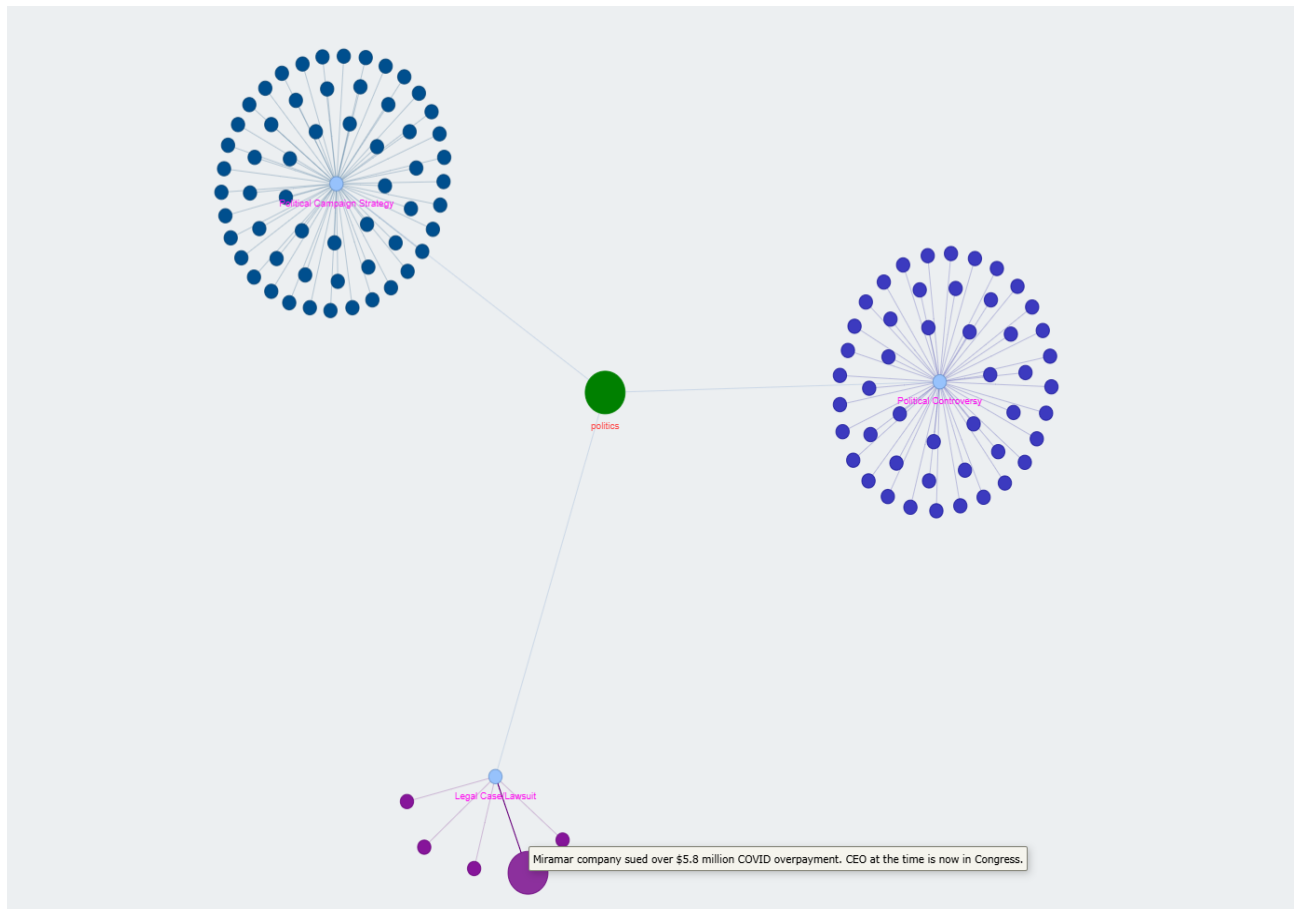 Political Campaign Strategy
Political Controversy
politics
Legal Case/Lawsuit
Miramar company sued over $5.8 million COVID overpayment. CEO at the time is now in Congress.